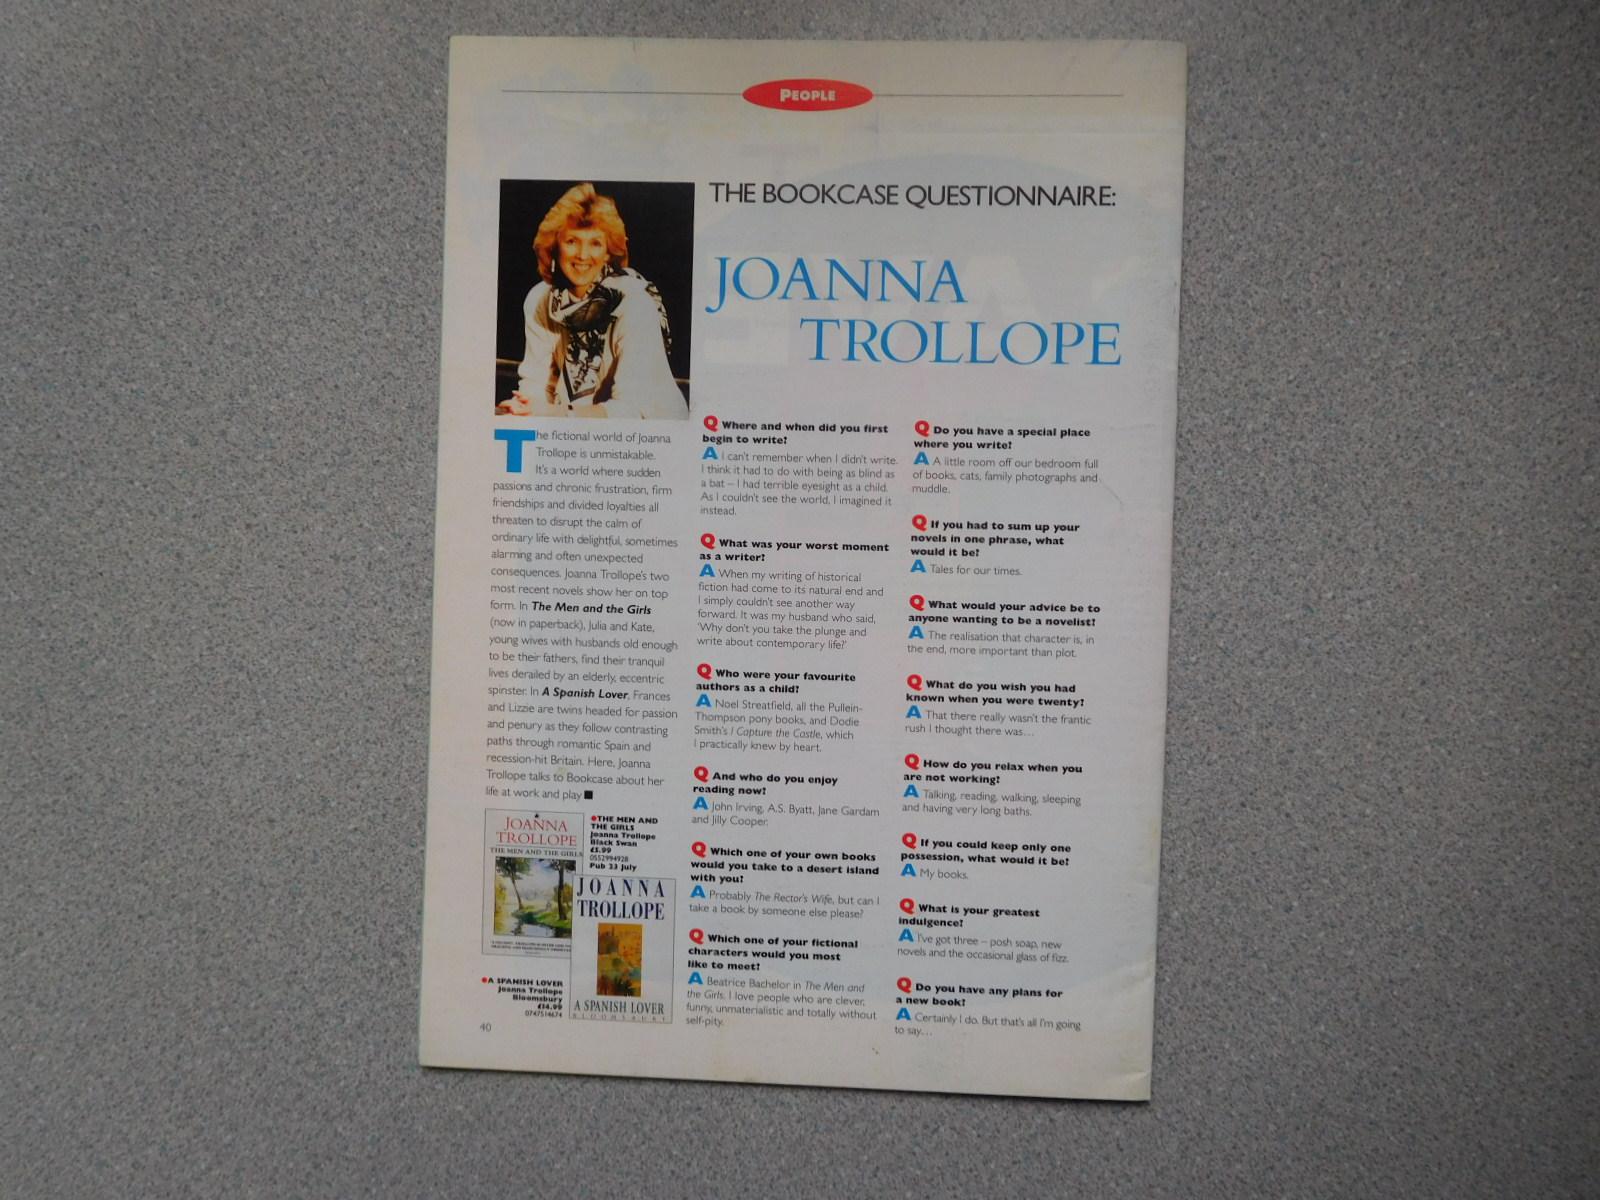 PEOPLE
THE BOOKCASE QUESTIONNAIRE:
JOANNA
TROLLOPE
The fictional world of Joanna
Trollope is unmistakable.
It's a world where sudden
passions and chronic frustration, firm
friendships and divided loyalties all
threaten to disrupt the calm of
ordinary life with delightful, sometimes
alarming and often unexpected
consequences. Joanna Trollope's two
most recent novels show her on top
form. In The Men and the Girls
(now in paperback), Julia and Kate,
young wives with husbands old enough
to be their fathers, find their tranquil
lives derailed by an elderly, eccentric
spinster. In A Spanish Lover, Frances
and Lizzie are twins headed for passion
and penury as they follow contrasting
paths through romantic Spain and
recession-hit Britain. Here, Joanna
Trollope talks to Bookcase about her
life at work and play
JOANNA
TROLLOPE
THE MEN AND THE GIRLS
THE MEN AND
THE GIRLS
Joanna Trollope
Black Swan
£5.99
0552994928
Pub 23 July
JOANNA
TROLLOPE
A SPANISH LOVER
BLOOMSBURY
A SPANISH LOVER
Joanna Trollope
Bloomsbury
£14.99
0747514674
40
Q Where and when did you first
begin to write?
A I can't remember when I didn't write.
I think it had to do with being as blind as
a bat – I had terrible eyesight as a child.
As I couldn't see the world, I imagined it
instead.
Q What was your worst moment
as a writer?
A When my writing of historical
fiction had come to its natural end and
I simply couldn't see another way
forward. It was my husband who said,
'Why don't you take the plunge and
write about contemporary life?'
Q Who were your favourite
authors as a child?
A Noel Streatfield, all the Pullein-
Thompson pony books, and Dodie
Smith's I Capture the Castle, which
I practically knew by heart.
Q And who do you enjoy
reading now?
A John Irving, A.S. Byatt, Jane Gardam
and Jilly Cooper.
Q Which one of your own books
would you take to a desert island
with you?
A Probably The Rector's Wife, but can I
take a book by someone else please?
Q Which one of your fictional
characters would you most
like to meet?
A Beatrice Bachelor in The Men and
the Girls. I love people who are clever,
funny, unmaterialistic and totally without
self-pity.
Q Do you have a special place
where you write?
A A little room off our bedroom full
of books, cats, family photographs and
muddle.
Q If you had to sum up your
novels in one phrase, what
would it be?
A Tales for our times.
Q What would your advice be to
anyone wanting to be a novelist?
A The realisation that character is, in
the end, more important than plot.
Q What do you wish you had
known when you were twenty?
A That there really wasn't the frantic
rush I thought there was...
Q How do you relax when you
are not working?
A Talking, reading, walking, sleeping
and having very long baths.
Q If you could keep only one
possession, what would it be?
A My books.
Q What is your greatest
indulgence?
A I've got three – posh soap, new
novels and the occasional glass of fizz.
Q Do you have any plans for
a new book?
A Certainly I do. But that's all I'm going
to say...